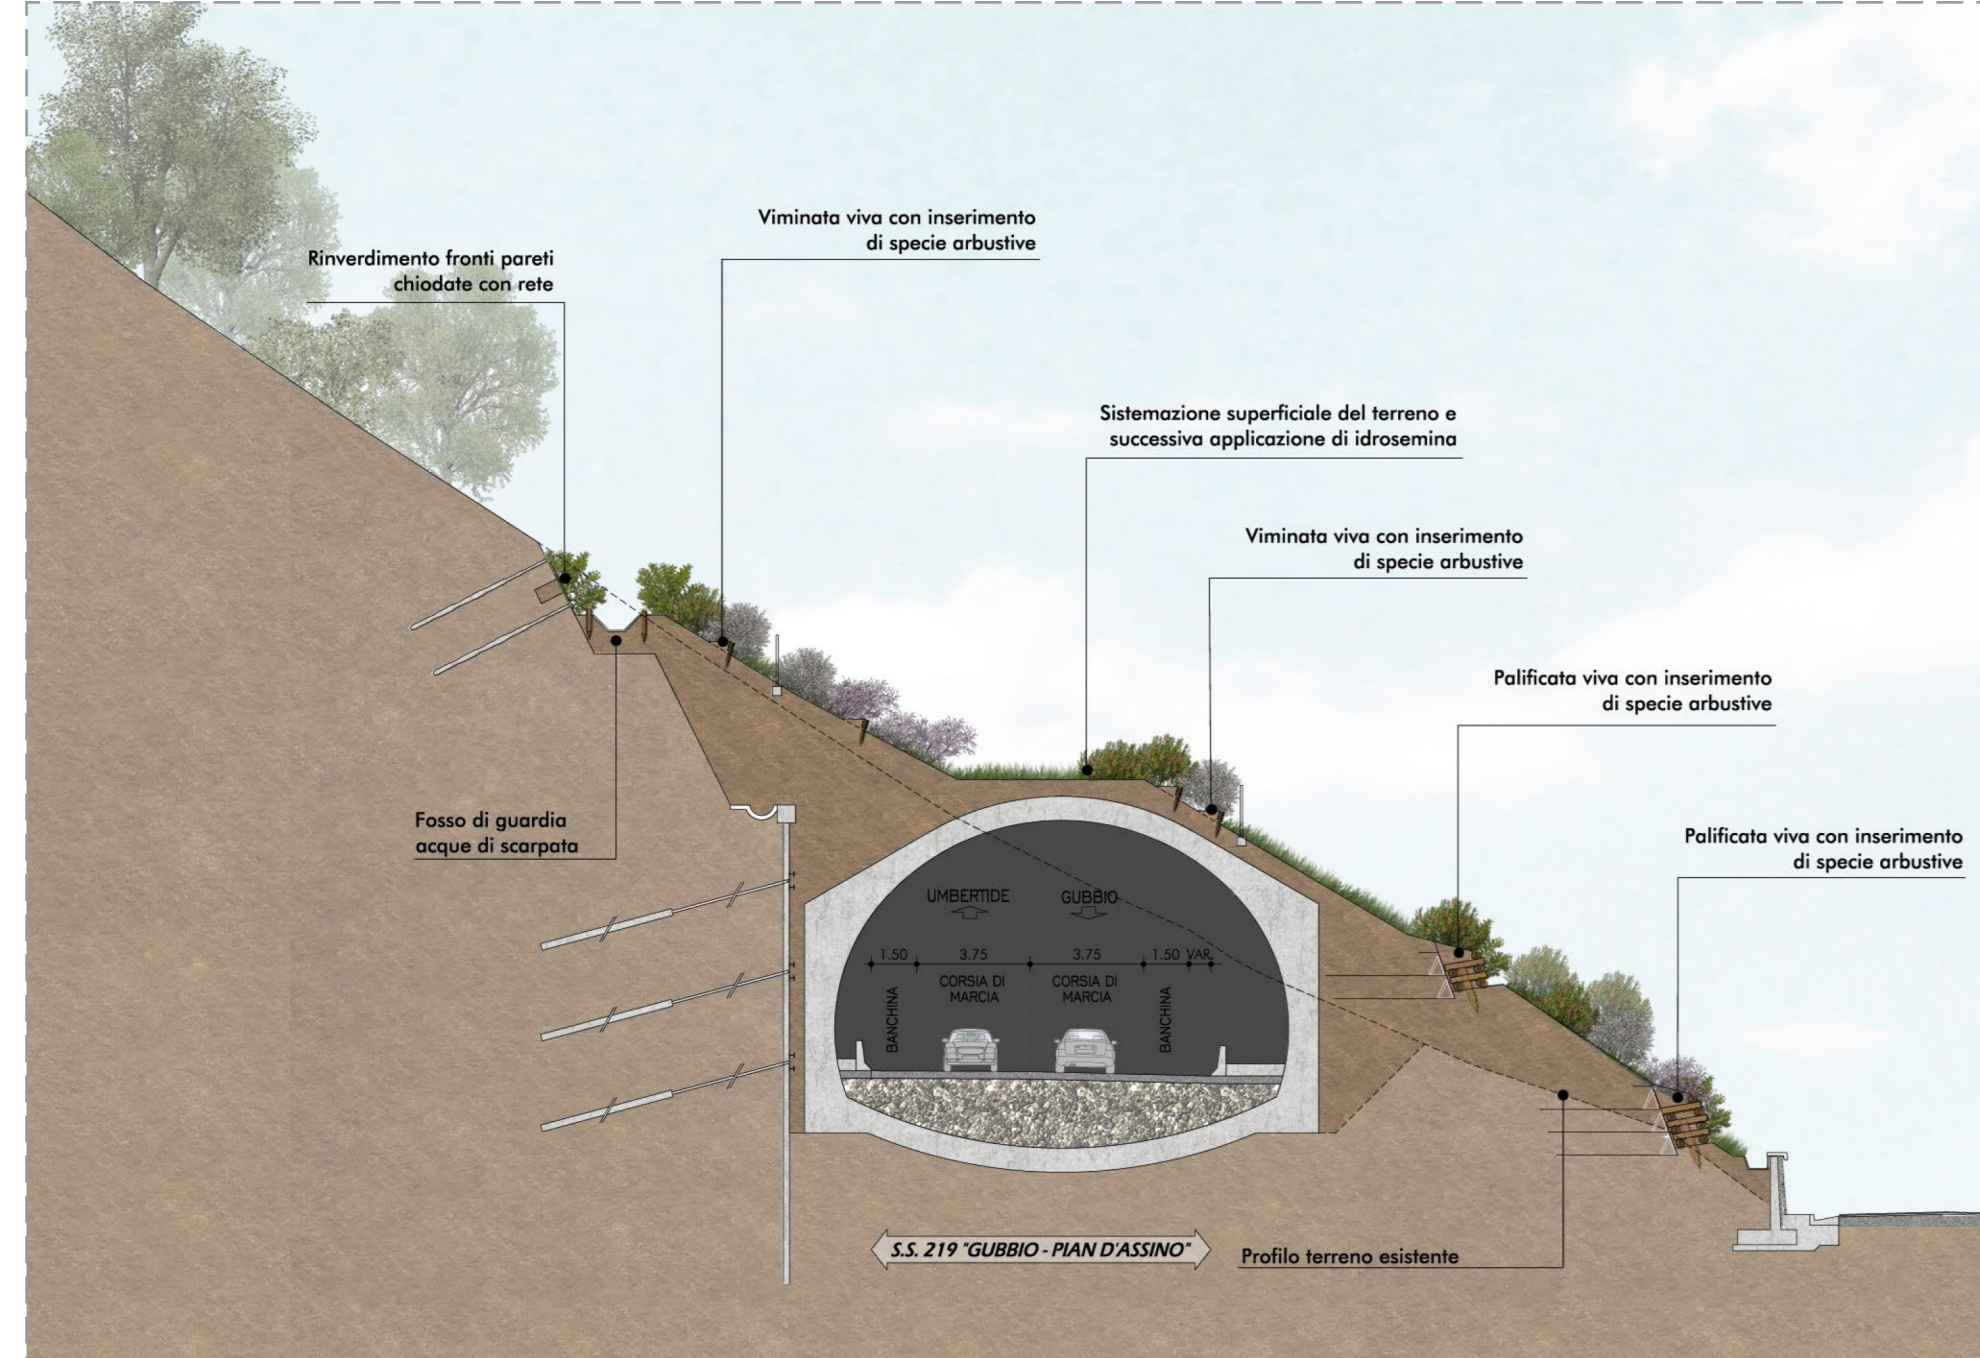 Viminata viva con inserimento
di specie arbustive
Rinverdimento fronti pareti
chiodate con rete
Sistemazione superficiale del terreno e
successiva applicazione di idrosemina
Viminata viva con inserimento
di specie arbustive
Palificata viva con inserimento
di specie arbustive
Fosso di guardia
acque di scarpata
Palificata viva con inserimento
di specie arbustive
UMBERTIDE GUBBIO
1.50 3.75 3.75 1.50 VAR.
CORSIA DI
MARCIA
CORSIA DI
MARCIA
BANCHINA
BANCHINA
S.S. 219 "GUBBIO - PIAN D'ASSINO"
Profilo terreno esistente